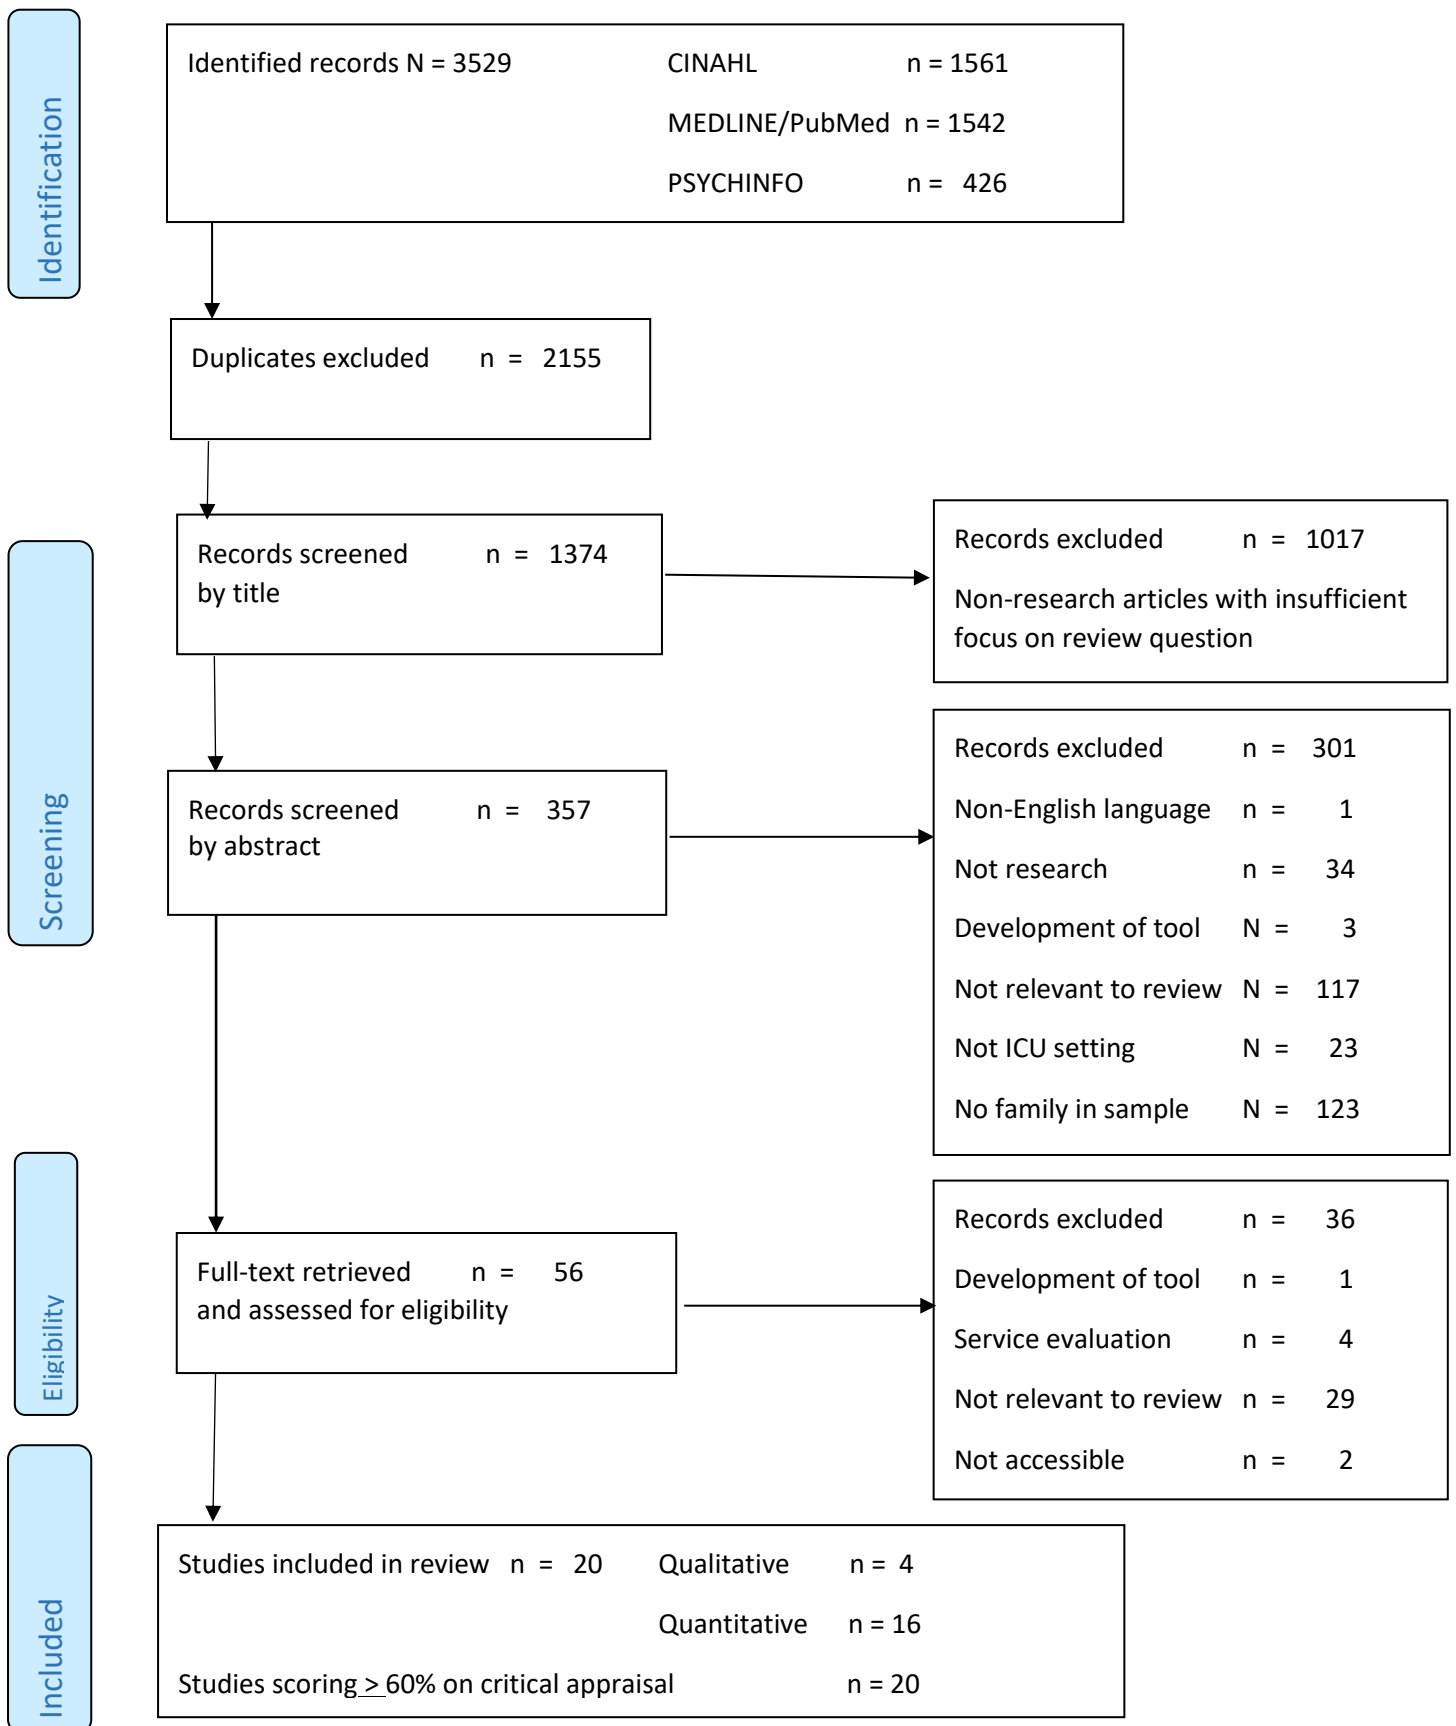 Identification
Identified records N = 3529 CINAHL n = 1561
MEDLINE/PubMed n = 1542
PSYCHINFO n = 426
Duplicates excluded n = 2155
Screening
Records screened n = 1374
by title
Records excluded n = 1017
Non-research articles with insufficient
focus on review question
Records screened n = 357
by abstract
Records excluded n = 301
Non-English language n = 1
Not research n = 34
Development of tool N = 3
Not relevant to review N = 117
Not ICU setting N = 23
No family in sample N = 123
Eligibility
Full-text retrieved n = 56
and assessed for eligibility
Records excluded n = 36
Development of tool n = 1
Service evaluation n = 4
Not relevant to review n = 29
Not accessible n = 2
Included
Studies included in review n = 20 Qualitative n = 4
Quantitative n = 16
Studies scoring > 60% on critical appraisal n = 20